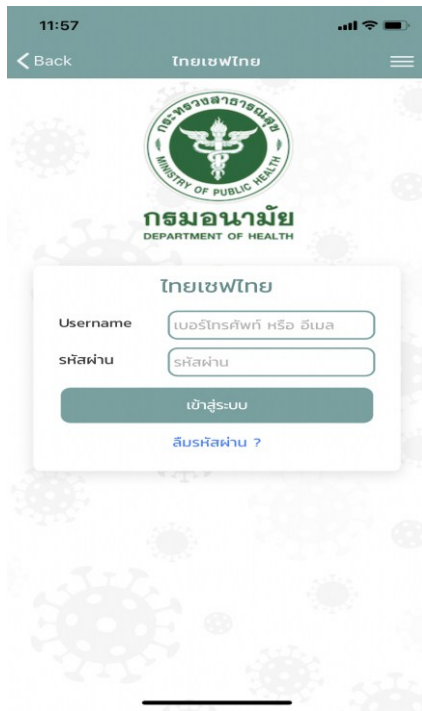 11:57
Back ไทยเซฟไทย
กระทรวงสาธารณสุข
MINISTRY OF PUBLIC HEALTH
กรมอนามัย
DEPARTMENT OF HEALTH
ไทยเซฟไทย
Username เบอร์โทรศัพท์ หรือ อีเมล
รหัสผ่าน รหัสผ่าน
เข้าสู่ระบบ
ลืมรหัสผ่าน ?